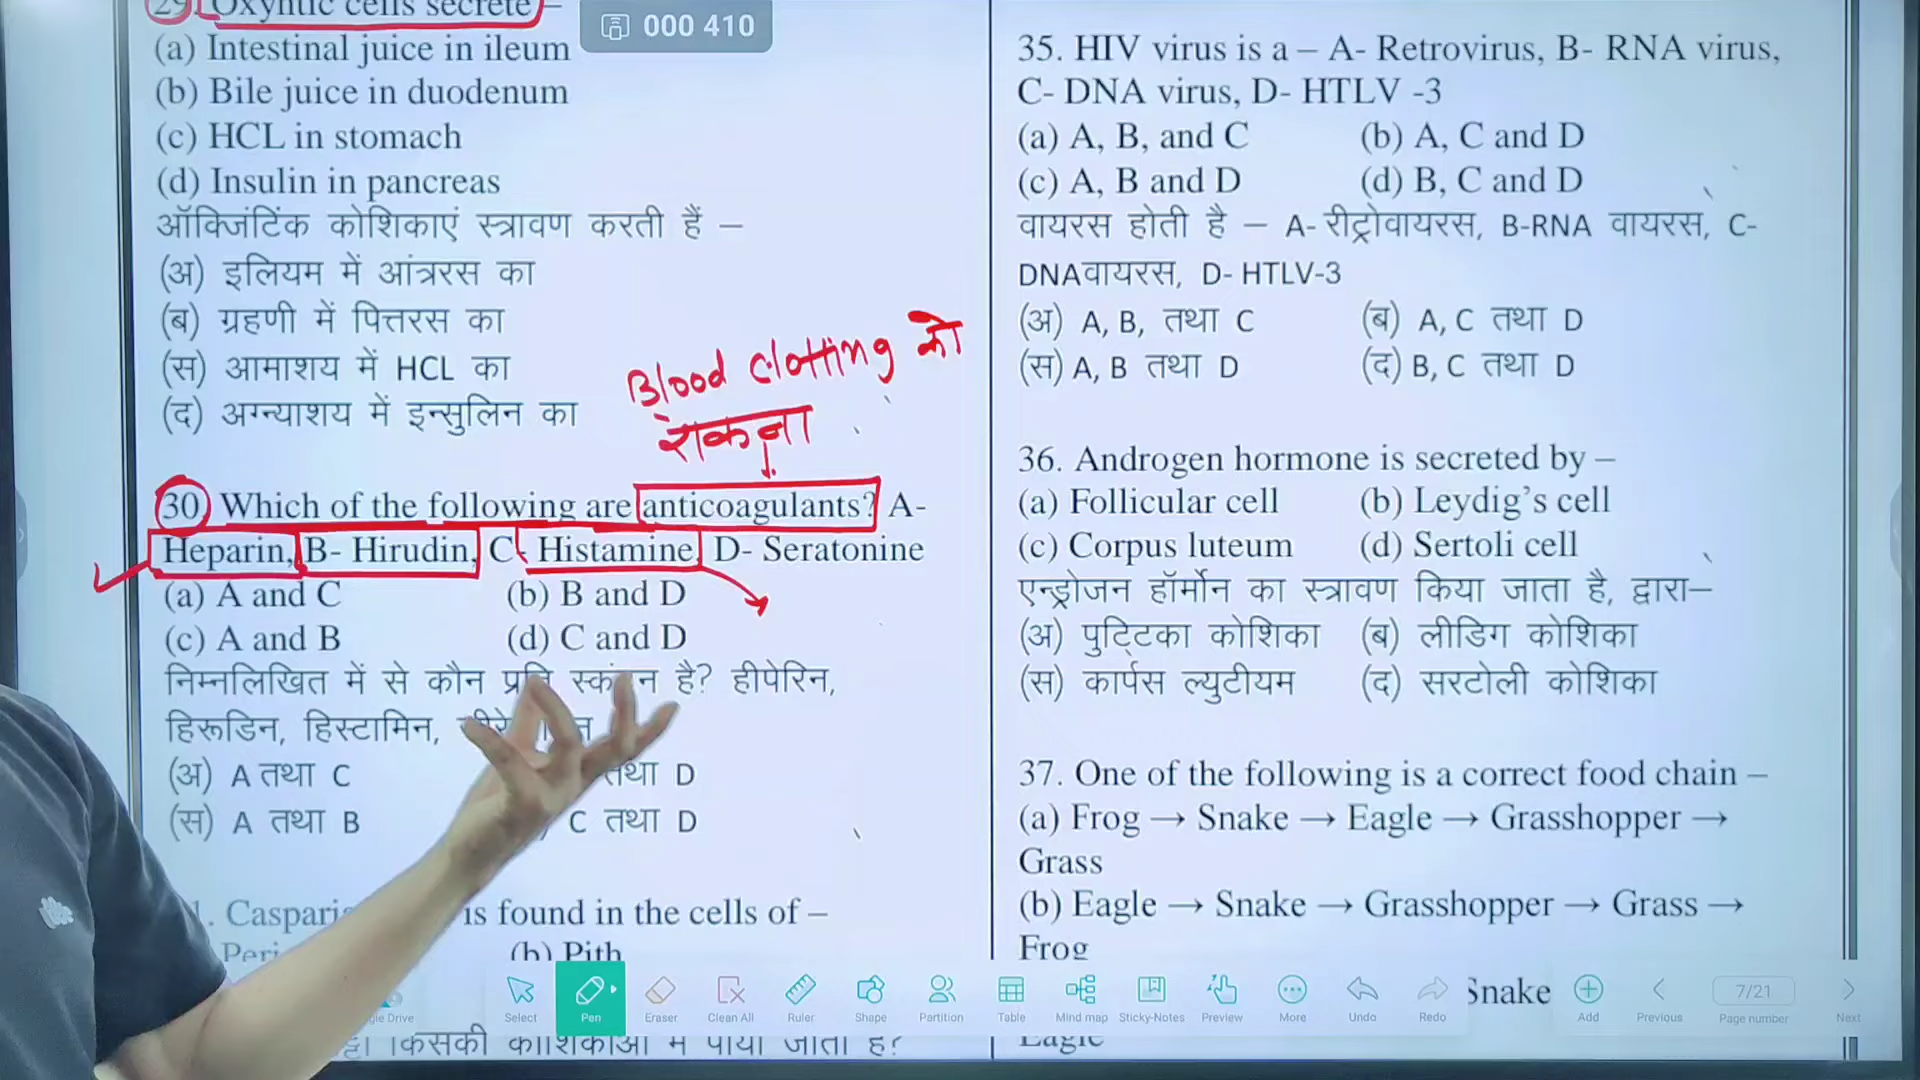 29. Oxyntic cells secrete –
(a) Intestinal juice in ileum
(b) Bile juice in duodenum
(c) HCL in stomach
(d) Insulin in pancreas
ऑक्जिंटिंक कोशिकाएं स्त्रावण करती हैं –
(अ) इलियम में आंत्ररस का
(ब) ग्रहणी में पित्तरस का
(स) आमाशय में HCL का
(द) अग्न्याशय में इन्सुलिन का
Blood clotting को
रोकना
30 Which of the following are anticoagulants? A-
Heparin, B- Hirudin, C- Histamine, D- Seratonine
(a) A and C (b) B and D
(c) A and B (d) C and D
निम्नलिखित में से कौन प्रति है? हीपेरिन,
हिरूडिन, हिस्टामिन,
(अ) A तथा C तथा D
(स) A तथा B C तथा D
is found in the cells of –
(b) Pith
किसकी कोशिकाओं में पाया जाता है?
000 410
35. HIV virus is a – A- Retrovirus, B- RNA virus,
C- DNA virus, D- HTLV -3
(a) A, B, and C (b) A, C and D
(c) A, B and D (d) B, C and D
वायरस होती है – A- रीट्रोवायरस, B-RNA वायरस, C-
DNAवायरस, D- HTLV-3
(अ) A, B, तथा C (ब) A, C तथा D
(स) A, B तथा D (द) B, C तथा D
36. Androgen hormone is secreted by –
(a) Follicular cell (b) Leydig’s cell
(c) Corpus luteum (d) Sertoli cell
एन्ड्रोजन हॉर्मोन का स्त्रावण किया जाता है, द्वारा–
(अ) पुटि्टका कोशिका (ब) लीडिग कोशिका
(स) कार्पस ल्युटीयम (द) सरटोली कोशिका
37. One of the following is a correct food chain –
(a) Frog → Snake → Eagle → Grasshopper →
Grass
(b) Eagle → Snake → Grasshopper → Grass →
Frog
Snake
Eagle
Drive Select Pen Eraser Clean All Ruler Shape Partition Table Mind map Sticky-Notes Preview More Undo Redo Add Previous 7/21 Page number Next